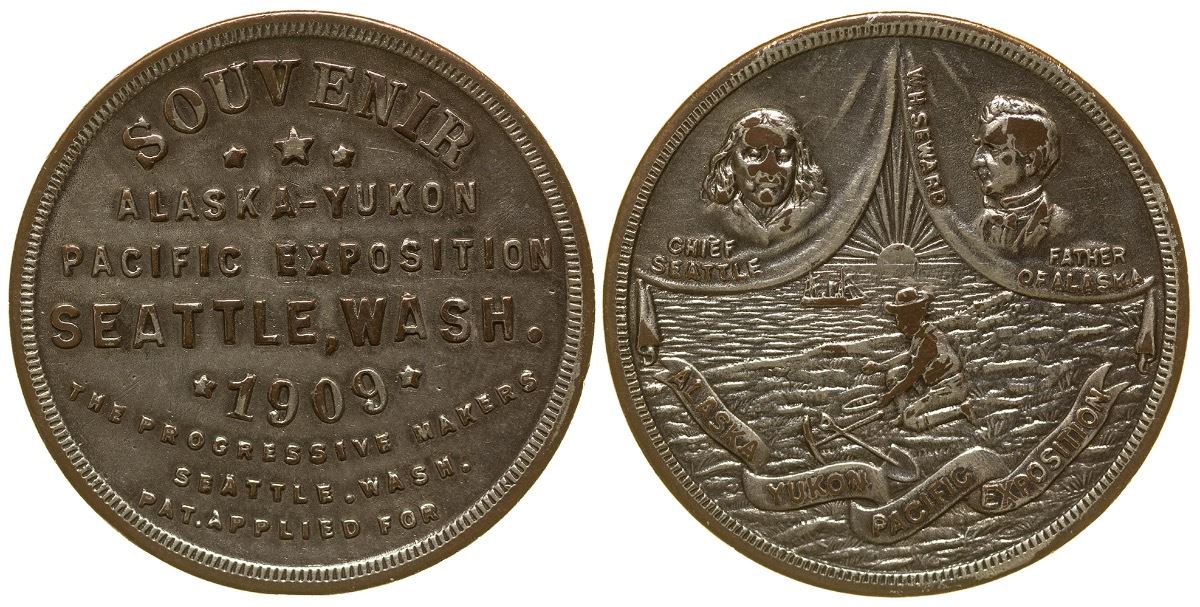 SOUVENIR
ALASKA-YUKON
PACIFIC EXPOSITION
SEATTLE, WASH.
1909
THE PROGRESSIVE MAKERS
SEATTLE, WASH.
PAT. APPLIED FOR
W.H. SEWARD
CHIEF
SEATTLE
FATHER
OF ALASKA
ALASKA
YUKON
PACIFIC
EXPOSITION